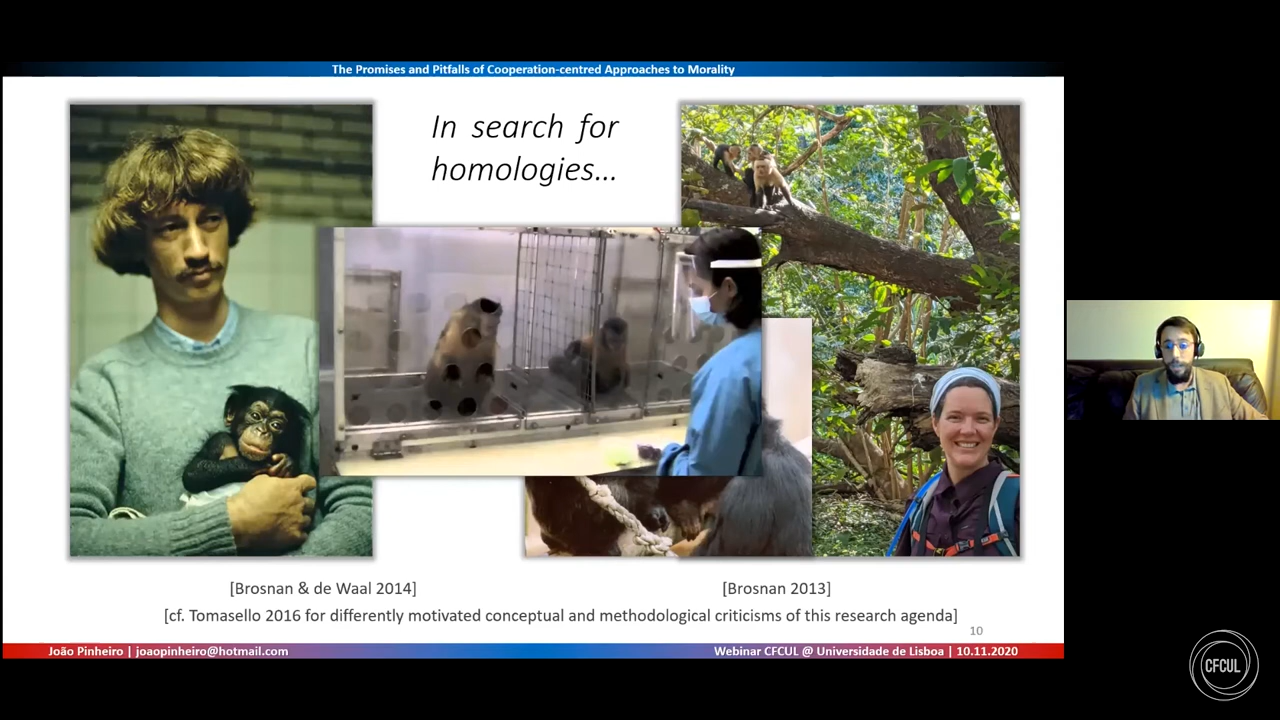 The Promises and Pitfalls of Cooperation-centred Approaches to Morality
In search for
homologies...
[Brosnan & de Waal 2014]
[Brosnan 2013]
[cf. Tomasello 2016 for differently motivated conceptual and methodological criticisms of this research agenda]
10
João Pinheiro | joaopinheiro@hotmail.com
Webinar CFCUL @ Universidade de Lisboa | 10.11.2020
CFCUL